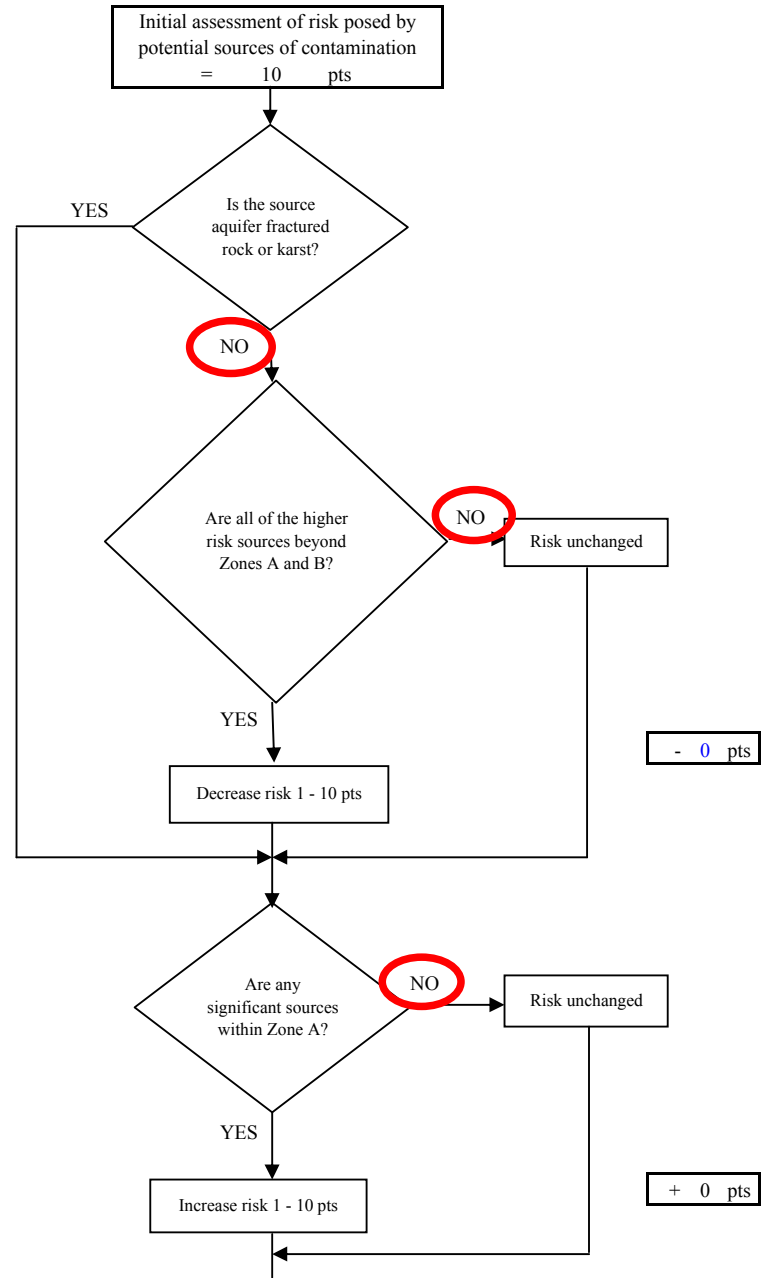 Initial assessment of risk posed by
potential sources of contamination
= 10 pts
YES
Is the source
aquifer fractured
rock or karst?
NO
Are all of the higher
risk sources beyond
Zones A and B?
NO
Risk unchanged
YES
- 0 pts
Decrease risk 1 - 10 pts
Are any
significant sources
within Zone A?
NO
Risk unchanged
YES
+ 0 pts
Increase risk 1 - 10 pts